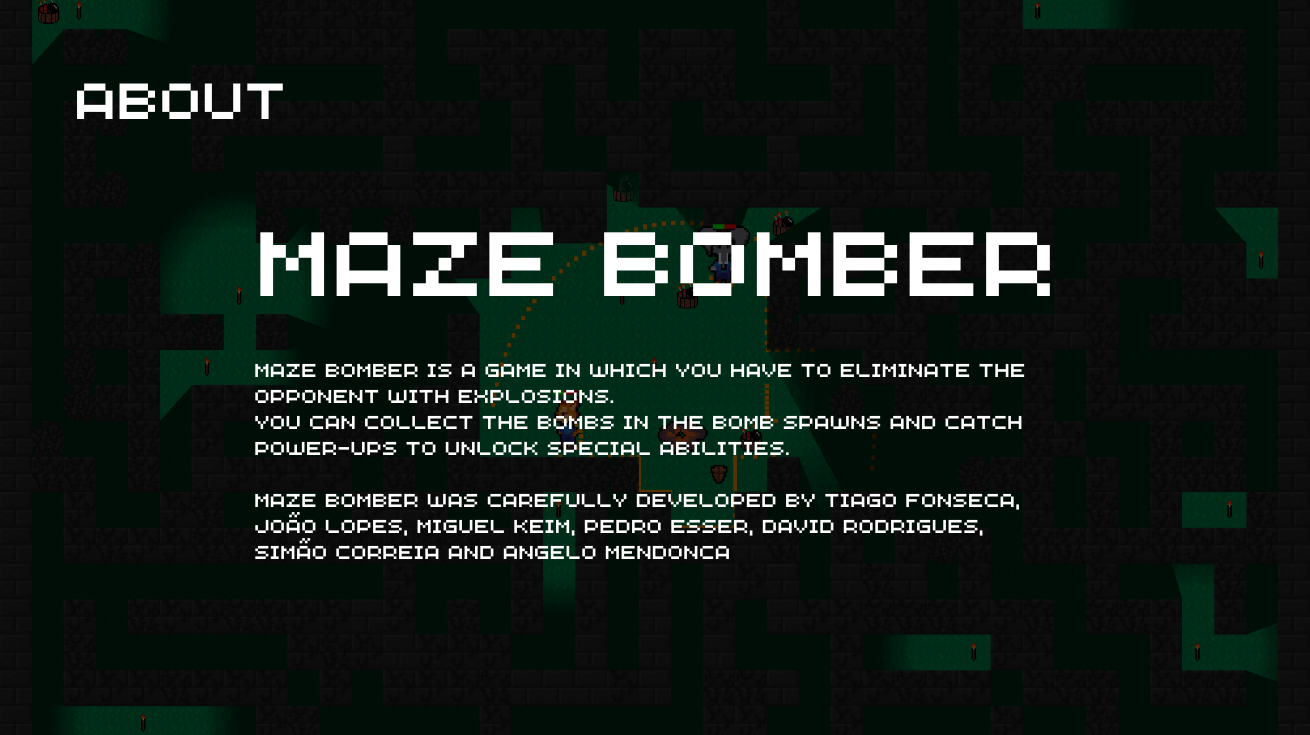 ABOUT
MAZE BOMBER
MAZE BOMBER IS A GAME IN WHICH YOU HAVE TO ELIMINATE THE
OPPONENT WITH EXPLOSIONS.
YOU CAN COLLECT THE BOMBS IN THE BOMB SPAWNS AND CATCH
POWER-UPS TO UNLOCK SPECIAL ABILITIES.
MAZE BOMBER WAS CAREFULLY DEVELOPED BY TIAGO FONSECA,
JOÃO LOPES, MIGUEL KEIM, PEDRO ESSER, DAVID RODRIGUES,
SIMÃO CORREIA AND ANGELO MENDONCA